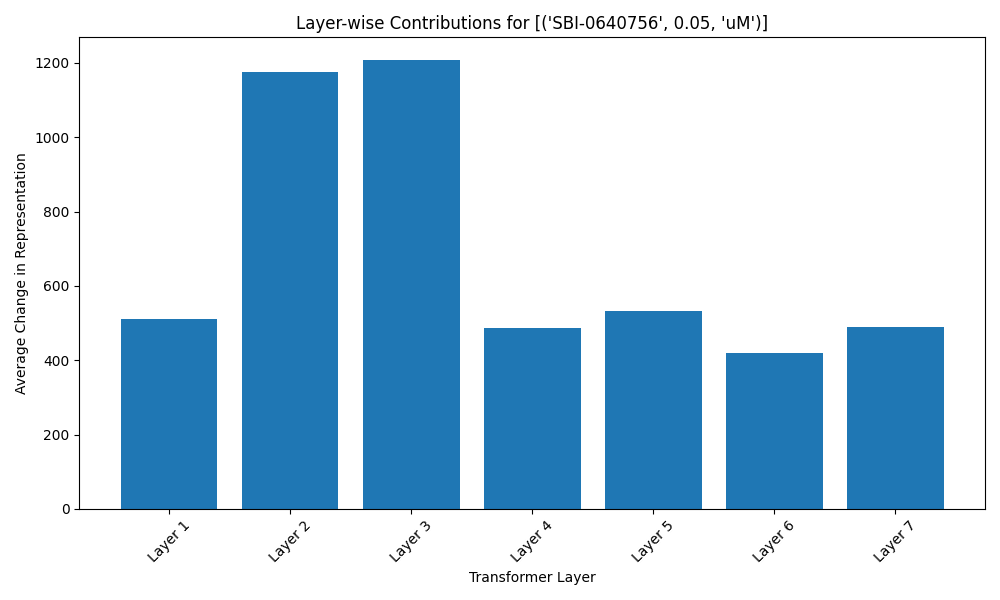 Layer-wise Contributions for [('SBI-0640756', 0.05, 'uM')]
Average Change in Representation
1200
1000
800
600
400
200
0
Layer 1
Layer 2
Layer 3
Layer 4
Layer 5
Layer 6
Layer 7
Transformer Layer